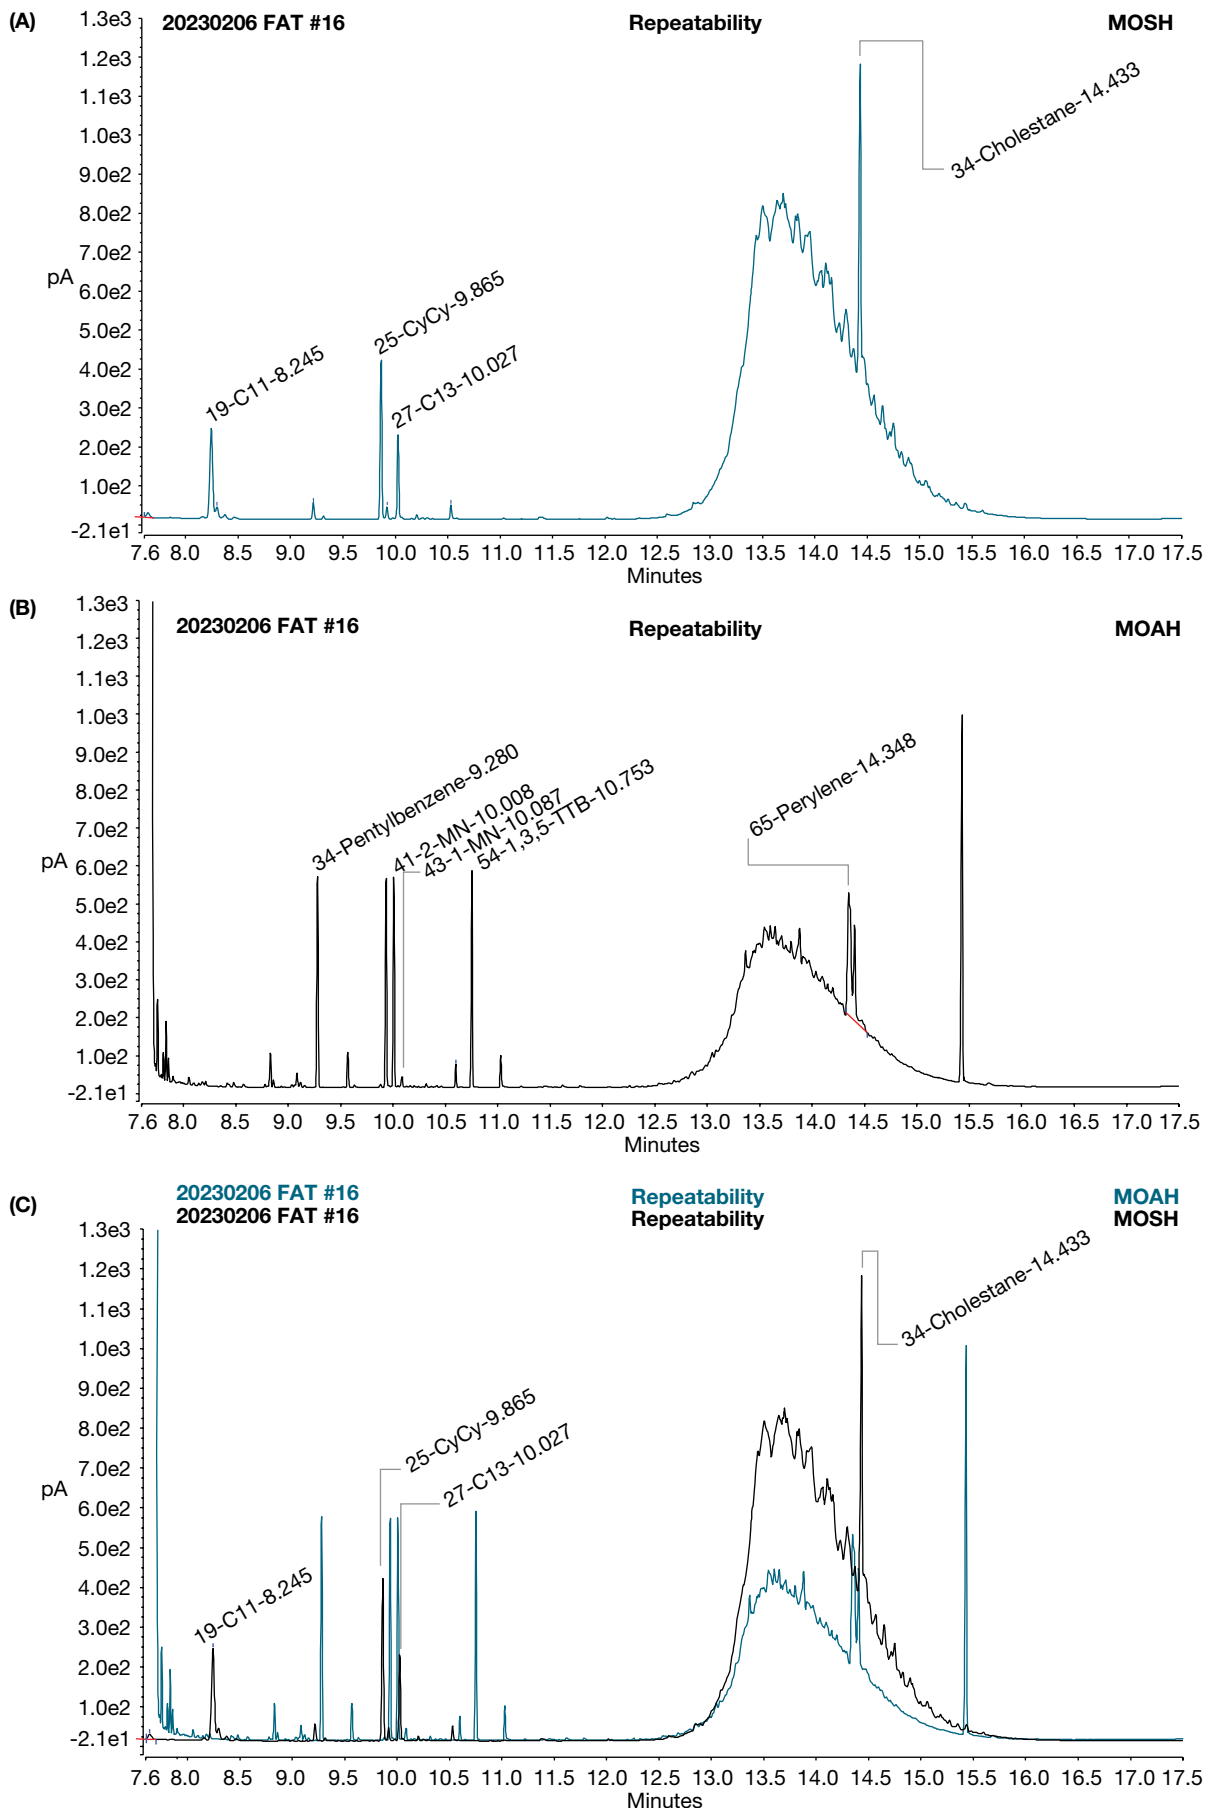 (A)
20230206 FAT #16 Repeatability MOSH
1.3e3
1.2e3
1.1e3
1.0e3
9.0e2
8.0e2
7.0e2
pA
6.0e2
5.0e2
4.0e2
3.0e2
2.0e2
1.0e2
-2.1e1
19-C11-8.245
25-CyCy-9.865
27-C13-10.027
34-Cholestane-14.433
7.6 8.0 8.5 9.0 9.5 10.0 10.5 11.0 11.5 12.0 12.5 13.0 13.5 14.0 14.5 15.0 15.5 16.0 16.5 17.0 17.5
Minutes
(B)
20230206 FAT #16 Repeatability MOAH
1.3e3
1.2e3
1.1e3
1.0e3
9.0e2
8.0e2
7.0e2
pA
6.0e2
5.0e2
4.0e2
3.0e2
2.0e2
1.0e2
-2.1e1
34-Pentylbenzene-9.280
41-2-MN-10.008
43-1-MN-10.087
54-1,3,5-TTB-10.753
65-Perylene-14.348
7.6 8.0 8.5 9.0 9.5 10.0 10.5 11.0 11.5 12.0 12.5 13.0 13.5 14.0 14.5 15.0 15.5 16.0 16.5 17.0 17.5
Minutes
(C)
20230206 FAT #16 Repeatability MOAH
20230206 FAT #16 Repeatability MOSH
1.3e3
1.2e3
1.1e3
1.0e3
9.0e2
8.0e2
7.0e2
pA
6.0e2
5.0e2
4.0e2
3.0e2
2.0e2
1.0e2
-2.1e1
19-C11-8.245
25-CyCy-9.865
27-C13-10.027
34-Cholestane-14.433
7.6 8.0 8.5 9.0 9.5 10.0 10.5 11.0 11.5 12.0 12.5 13.0 13.5 14.0 14.5 15.0 15.5 16.0 16.5 17.0 17.5
Minutes